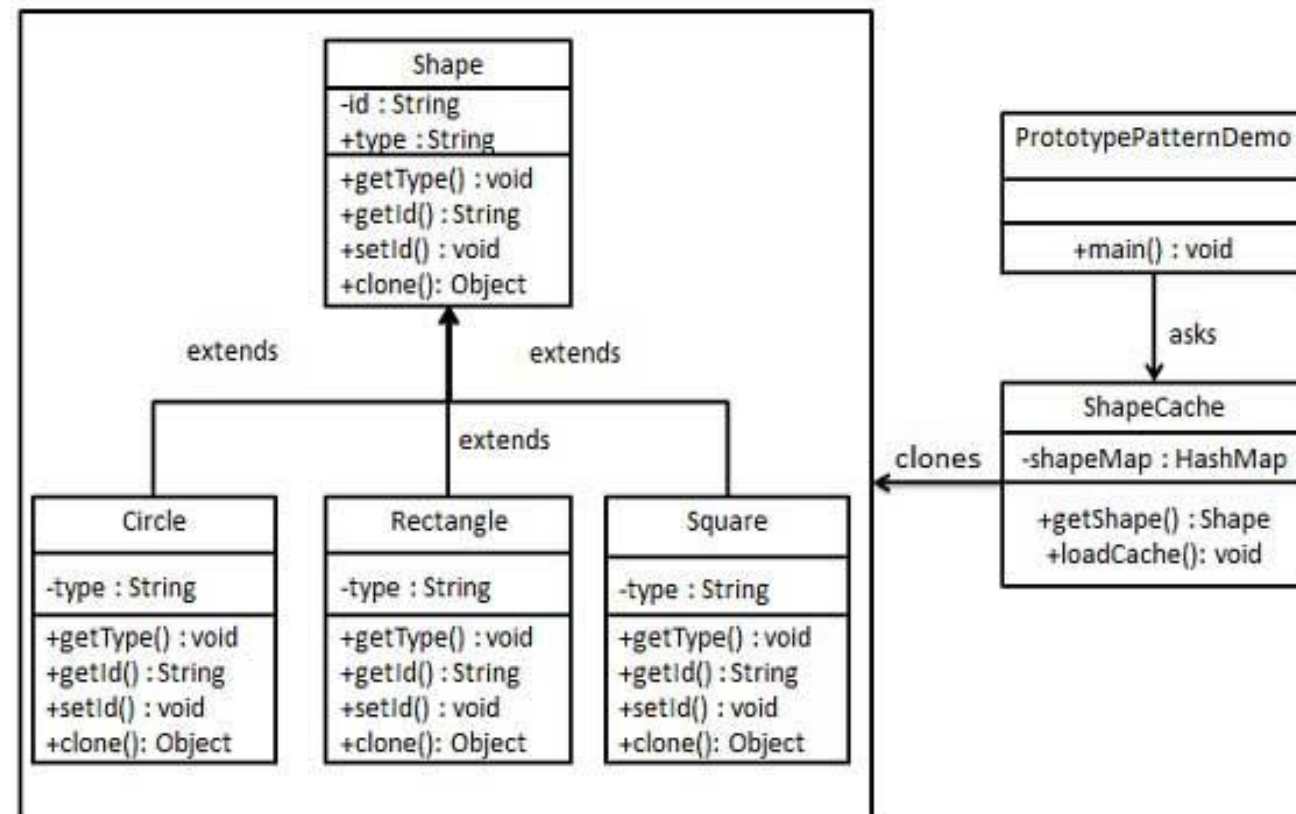 Shape
-id : String
+type : String
+getType() : void
+getId() : String
+setId() : void
+clone(): Object
extends
extends
extends
Circle
-type : String
+getType() : void
+getId() : String
+setId() : void
+clone(): Object
Rectangle
-type : String
+getType() : void
+getId() : String
+setId() : void
+clone(): Object
Square
-type : String
+getType() : void
+getId() : String
+setId() : void
+clone(): Object
PrototypePatternDemo
+main() : void
asks
ShapeCache
-shapeMap : HashMap
+getShape() : Shape
+loadCache(): void
clones